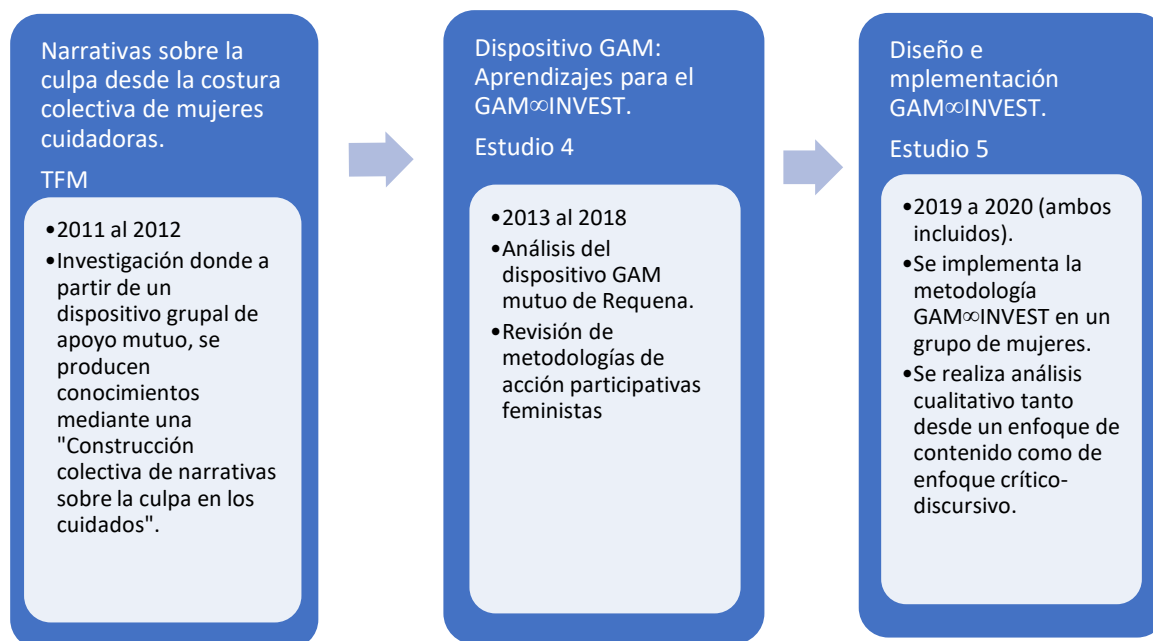 Narrativas sobre la
culpa desde la costura
colectiva de mujeres
cuidadoras.
TFM
•2011 al 2012
•Investigación donde a
partir de un
dispositivo grupal de
apoyo mutuo, se
producen
conocimientos
mediante una
"Construcción
colectiva de narrativas
sobre la culpa en los
cuidados".
Dispositivo GAM:
Aprendizajes para el
GAM∞INVEST.
Estudio 4
•2013 al 2018
•Análisis del
dispositivo GAM
mutuo de Requena.
•Revisión de
metodologías de
acción participativas
feministas
Diseño e
mplementación
GAM∞INVEST.
Estudio 5
•2019 a 2020 (ambos
incluidos).
•Se implementa la
metodología
GAM∞INVEST en un
grupo de mujeres.
•Se realiza análisis
cualitativo tanto
desde un enfoque de
contenido como de
enfoque crítico-
discursivo.